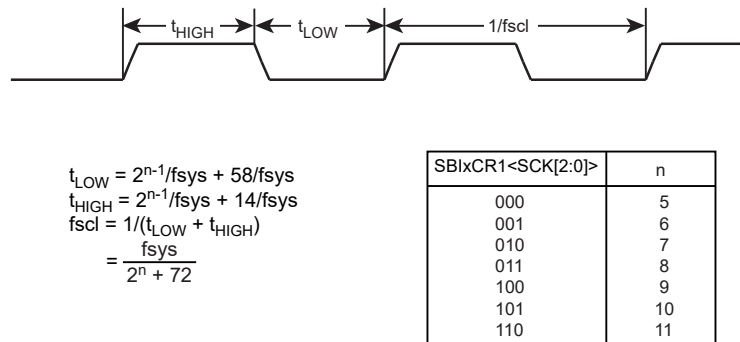 tHIGH tLOW 1/fscl
tLOW = 2n-1/fsys + 58/fsys
tHIGH = 2n-1/fsys + 14/fsys
fscl = 1/(tLOW + tHIGH)
= fsys
2n + 72
SBIxCR1<SCK[2:0]> n
000 5
001 6
010 7
011 8
100 9
101 10
110 11